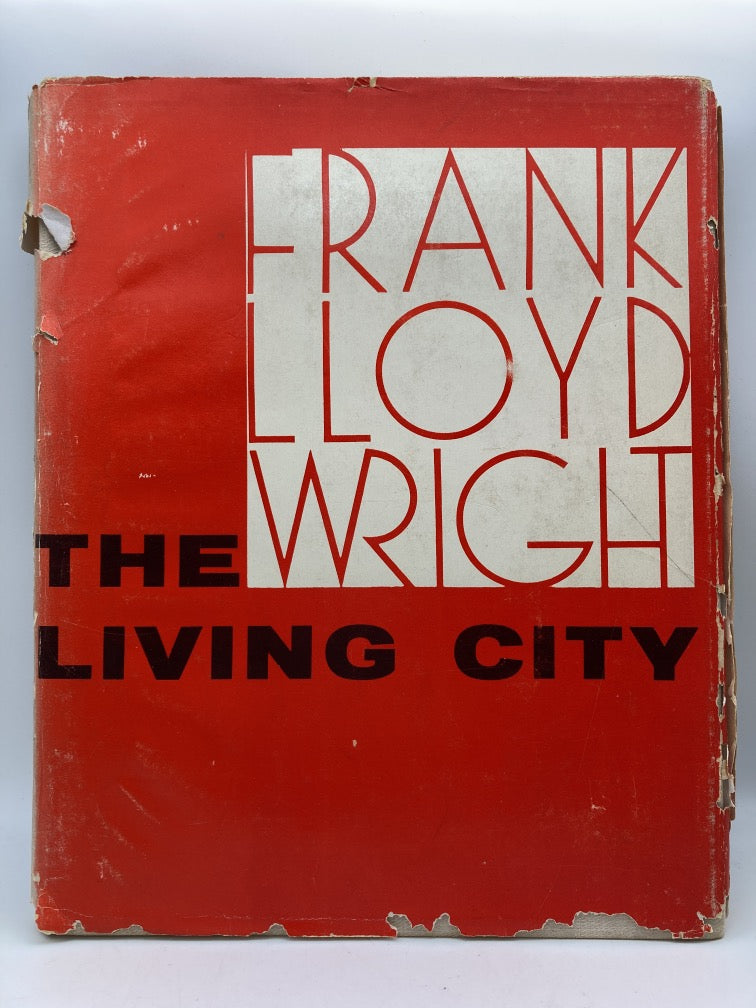 FRANK
LLOYD
WRIGHT
THE
LIVING CITY